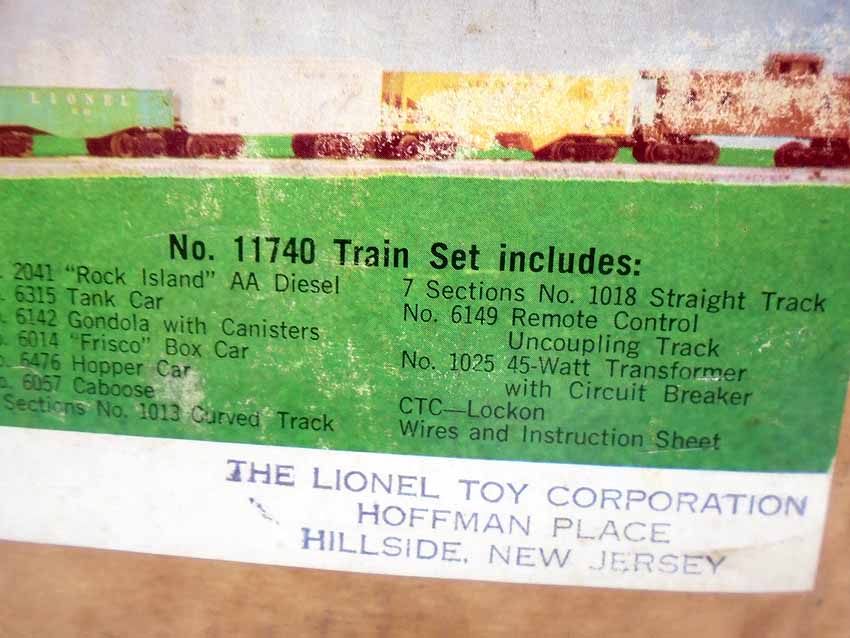 LIONEL
No. 11740 Train Set includes:
. 2041 "Rock Island" AA Diesel
. 6315 Tank Car
o. 6142 Gondola with Canisters
o. 6014 "Frisco" Box Car
o. 6476 Hopper Car
o. 6057 Caboose
Sections No. 1013 Curved Track
7 Sections No. 1018 Straight Track
No. 6149 Remote Control
Uncoupling Track
No. 1025 45-Watt Transformer
with Circuit Breaker
CTC—Lockon
Wires and Instruction Sheet
THE LIONEL TOY CORPORATION
HOFFMAN PLACE
HILLSIDE, NEW JERSEY